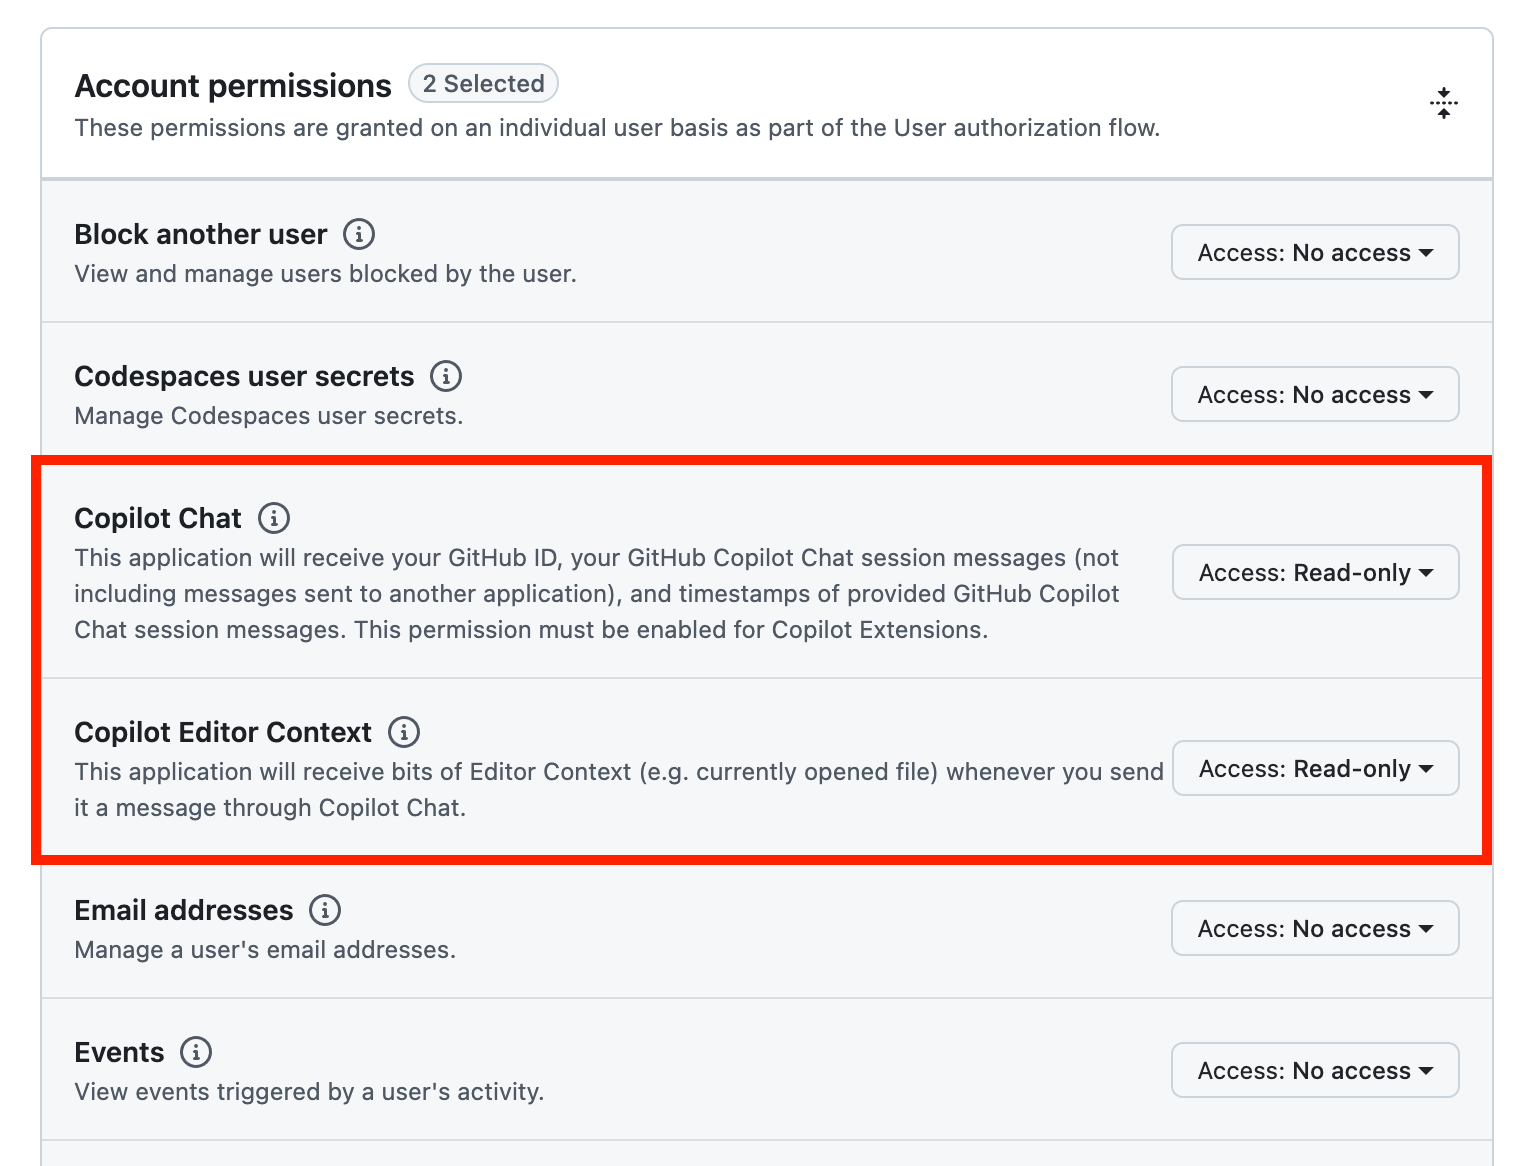 Account permissions 2 Selected
These permissions are granted on an individual user basis as part of the User authorization flow.
Block another user
View and manage users blocked by the user.
Access: No access
Codespaces user secrets
Manage Codespaces user secrets.
Access: No access
Copilot Chat
This application will receive your GitHub ID, your GitHub Copilot Chat session messages (not
including messages sent to another application), and timestamps of provided GitHub Copilot
Chat session messages. This permission must be enabled for Copilot Extensions.
Access: Read-only
Copilot Editor Context
This application will receive bits of Editor Context (e.g. currently opened file) whenever you send
it a message through Copilot Chat.
Access: Read-only
Email addresses
Manage a user's email addresses.
Access: No access
Events
View events triggered by a user's activity.
Access: No access